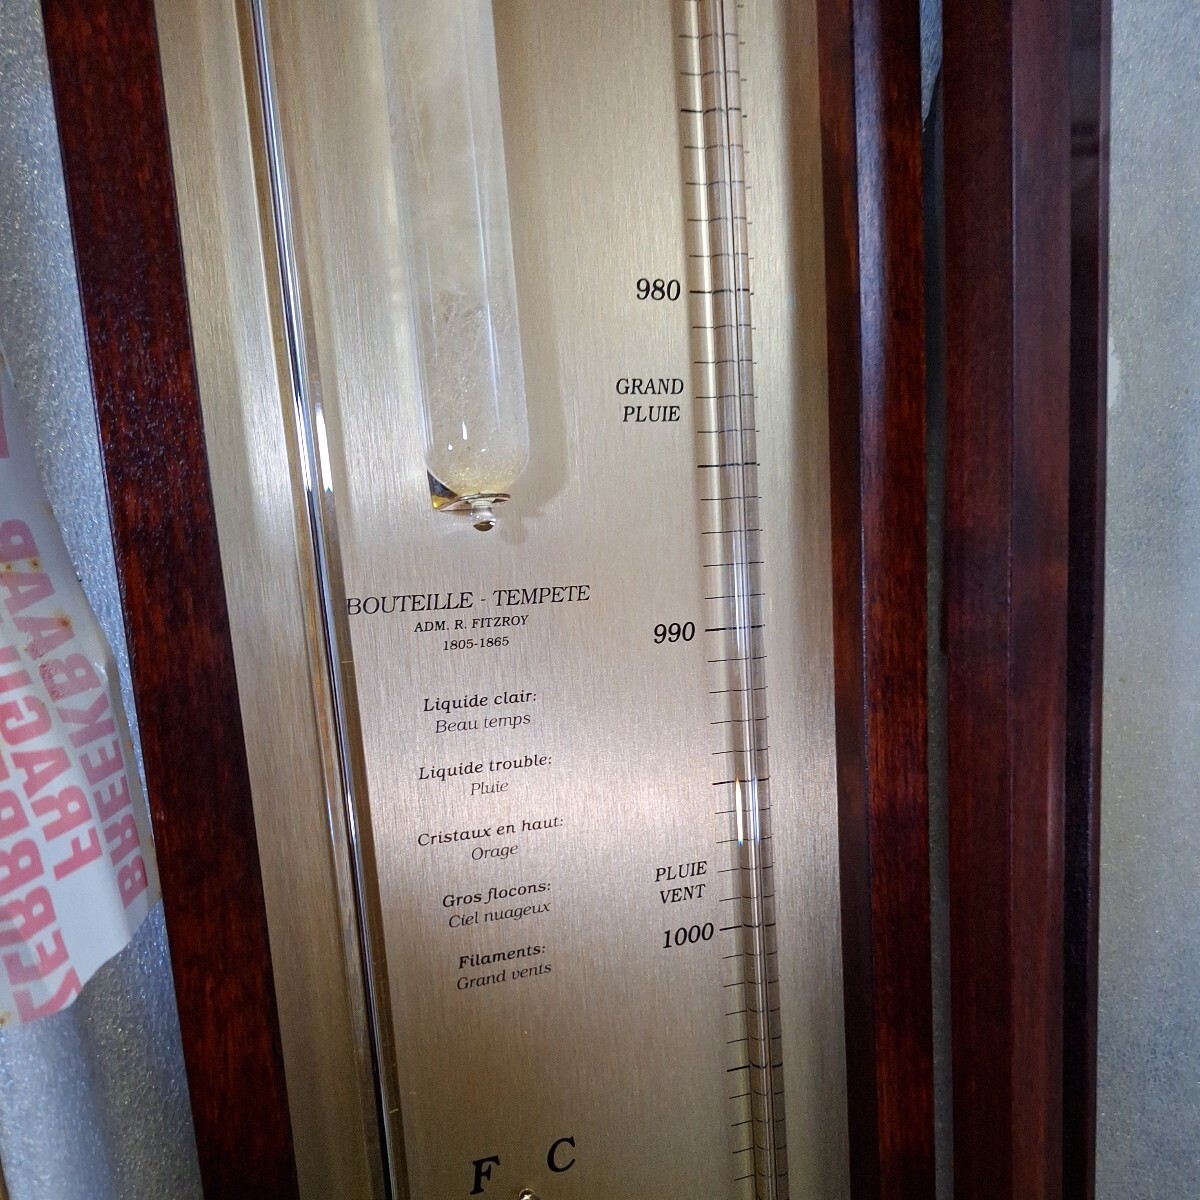 980
GRAND
PLUIE
BOUTEILLE - TEMPETE
ADM. R. FITZROY
1805-1865
990
Liquide clair:
Beau temps
Liquide trouble:
Pluie
Cristaux en haut:
Orage
PLUIE
VENT
Gros flocons:
Ciel nuageux
1000
Filaments:
Grand vents
F C